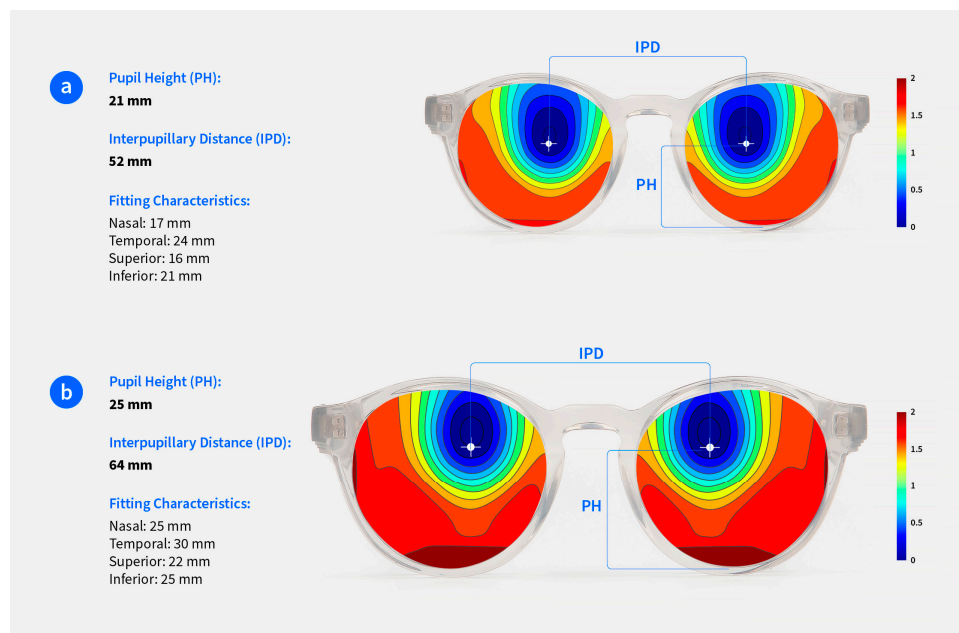 a
Pupil Height (PH):
21 mm
Interpupillary Distance (IPD):
52 mm
Fitting Characteristics:
Nasal: 17 mm
Temporal: 24 mm
Superior: 16 mm
Inferior: 21 mm
IPD
PH
2
1.5
1
0.5
0
b
Pupil Height (PH):
25 mm
Interpupillary Distance (IPD):
64 mm
Fitting Characteristics:
Nasal: 25 mm
Temporal: 30 mm
Superior: 22 mm
Inferior: 25 mm
IPD
PH
2
1.5
1
0.5
0